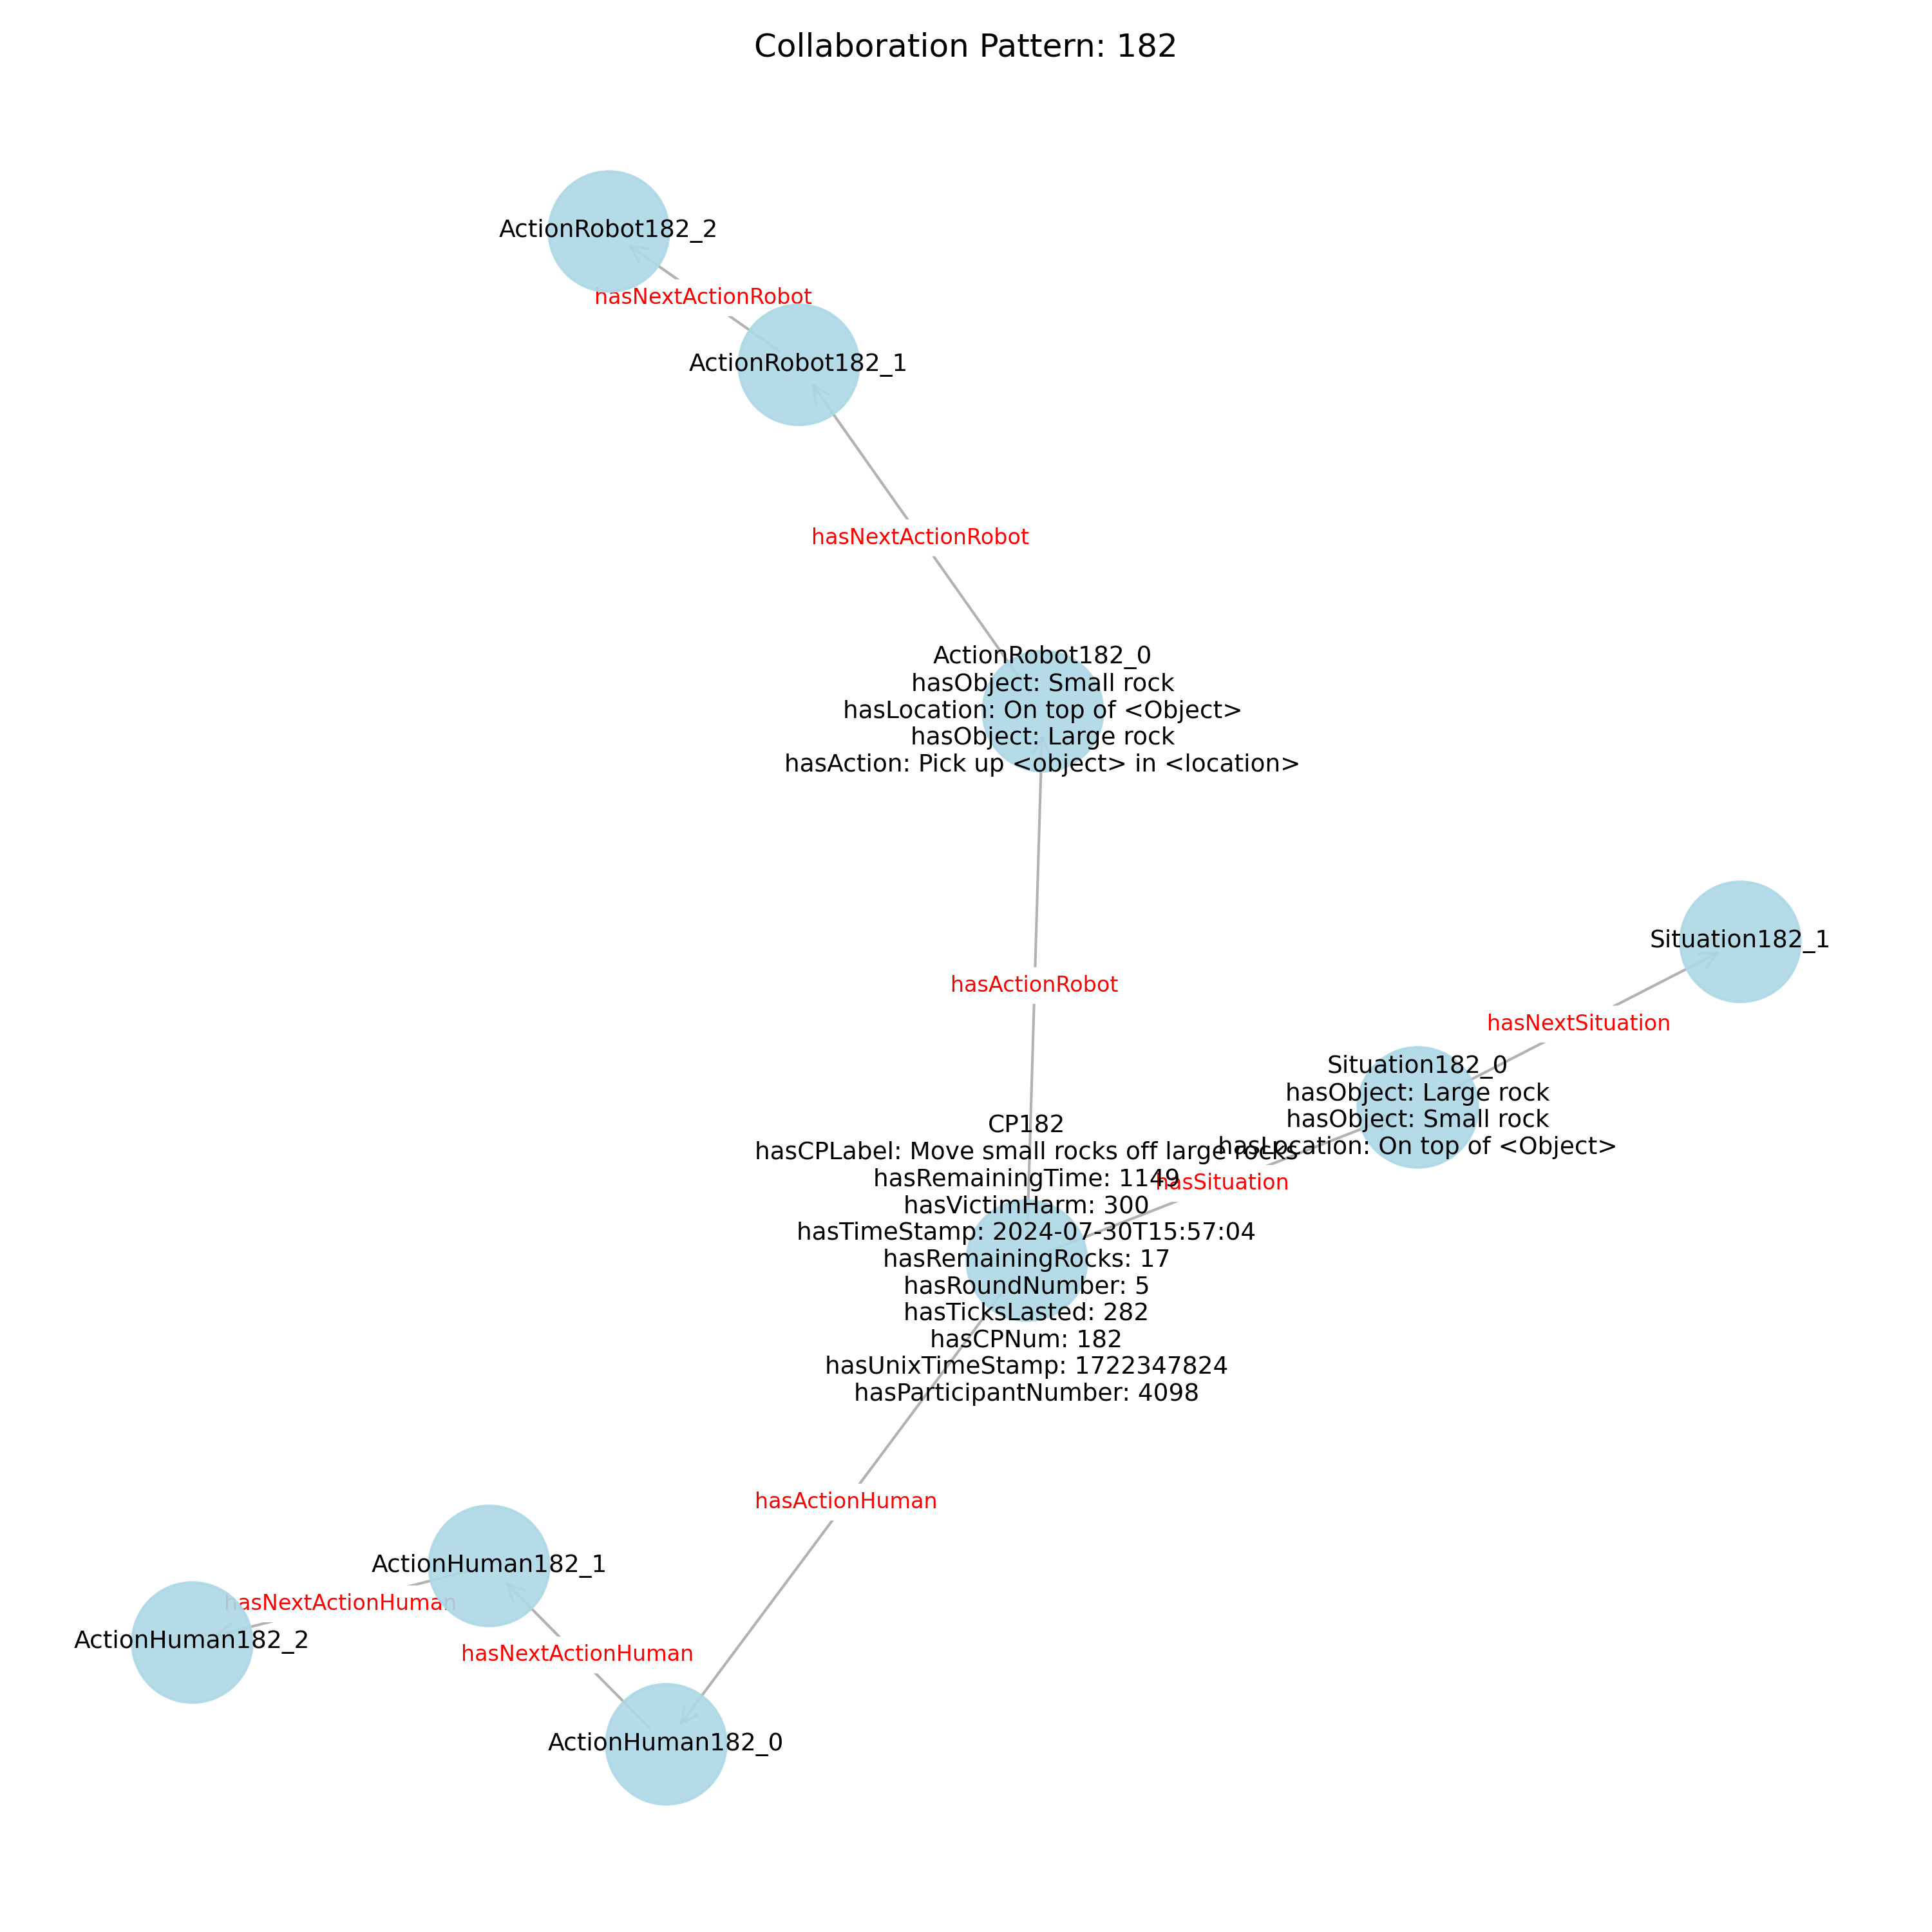 Collaboration Pattern: 182
ActionRobot182_2
hasNextActionRobot
ActionRobot182_1
hasNextActionRobot
ActionRobot182_0
hasObject: Small rock
hasLocation: On top of <Object>
hasObject: Large rock
hasAction: Pick up <object> in <location>
Situation182_1
hasActionRobot
hasNextSituation
Situation182_0
hasObject: Large rock
hasObject: Small rock
hasLocation: On top of <Object>
hasSituation
CP182
hasCPLabel: Move small rocks off large rocks
hasRemainingTime: 1149
hasVictimHarm: 300
hasTimeStamp: 2024-07-30T15:57:04
hasRemainingRocks: 17
hasRoundNumber: 5
hasTicksLasted: 282
hasCPNum: 182
hasUnixTimeStamp: 1722347824
hasParticipantNumber: 4098
hasActionHuman
ActionHuman182_1
hasNextActionHuman
ActionHuman182_2
hasNextActionHuman
ActionHuman182_0